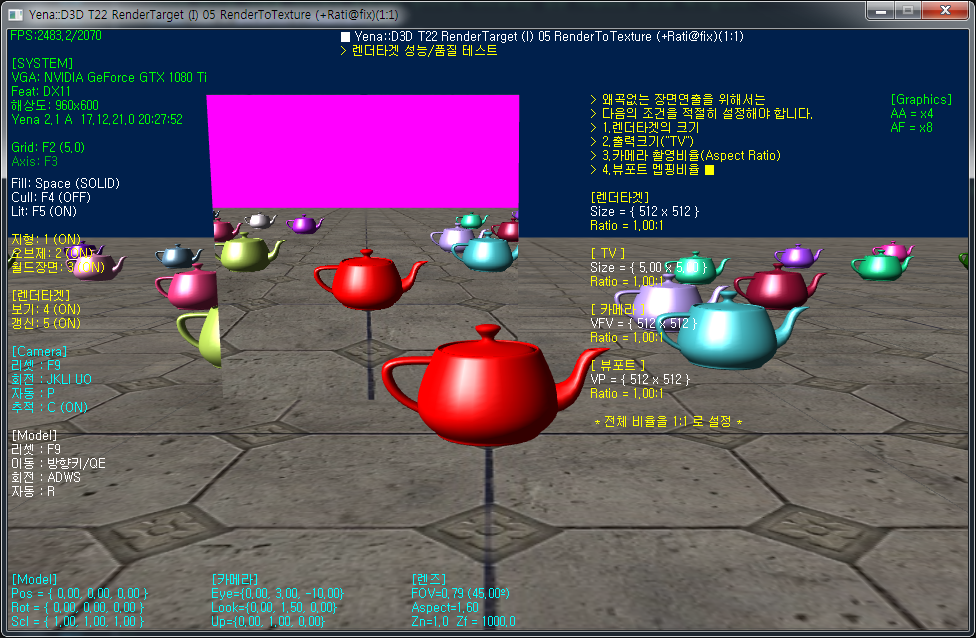 Yena::D3D T22 RenderTarget (I) 05 RenderToTexture (+Rati@fix)(1:1)
FPS:2483,2/2070
■ Yena::D3D T22 RenderTarget (I) 05 RenderToTexture (+Rati@fix)(1:1)
> 렌더타겟 성능/품질 테스트
[SYSTEM]
VGA: NVIDIA GeForce GTX 1080 Ti
Feat: DX11
해상도: 960x600
Yena 2,1 A 17,12,21,0 20:27:52
Grid: F2 (5,0)
Axis: F3
Fill: Space (SOLID)
Cull: F4 (OFF)
Lit: F5 (ON)
지형: 1 (ON)
오브제: 2 (ON)
월드장면: 3 (ON)
[렌더타겟]
보기: 4 (ON)
갱신: 5 (ON)
[Camera]
리셋 : F9
회전 : JKLI UO
자동 : P
추적 : C (ON)
[Model]
리셋 : F9
이동 : 방향키/QE
회전 : ADWS
자동 : R
> 왜곡없는 장면연출을 위해서는
> 다음의 조건을 적절히 설정해야 합니다.
> 1,렌더타겟의 크기
> 2,출력크기("TV")
> 3,카메라 촬영비율(Aspect Ratio)
> 4,뷰포트 멥핑비율 ■
[렌더타겟]
Size = { 512 x 512 }
Ratio = 1,00:1
[ TV ]
Size = { 5,00 x 5,00 }
Ratio = 1,00:1
[ 카메라 ]
VFV = { 512 x 512 }
Ratio = 1,00:1
[ 뷰포트 ]
VP = { 512 x 512 }
Ratio = 1,00:1
* 전체 비율을 1:1 로 설정 *
[Graphics]
AA = x4
AF = x8
[Model]
Pos = { 0,00, 0,00, 0,00 }
Rot = { 0,00, 0,00, 0,00 }
Scl = { 1,00, 1,00, 1,00 }
[카메라]
Eye={0,00, 3,00, -10,00}
Look={0,00, 1,50, 0,00}
Up={0,00, 1,00, 0,00}
[렌즈]
FOV=0,79 (45,00º)
Aspect=1,60
Zn=1,0 Zf = 1000,0